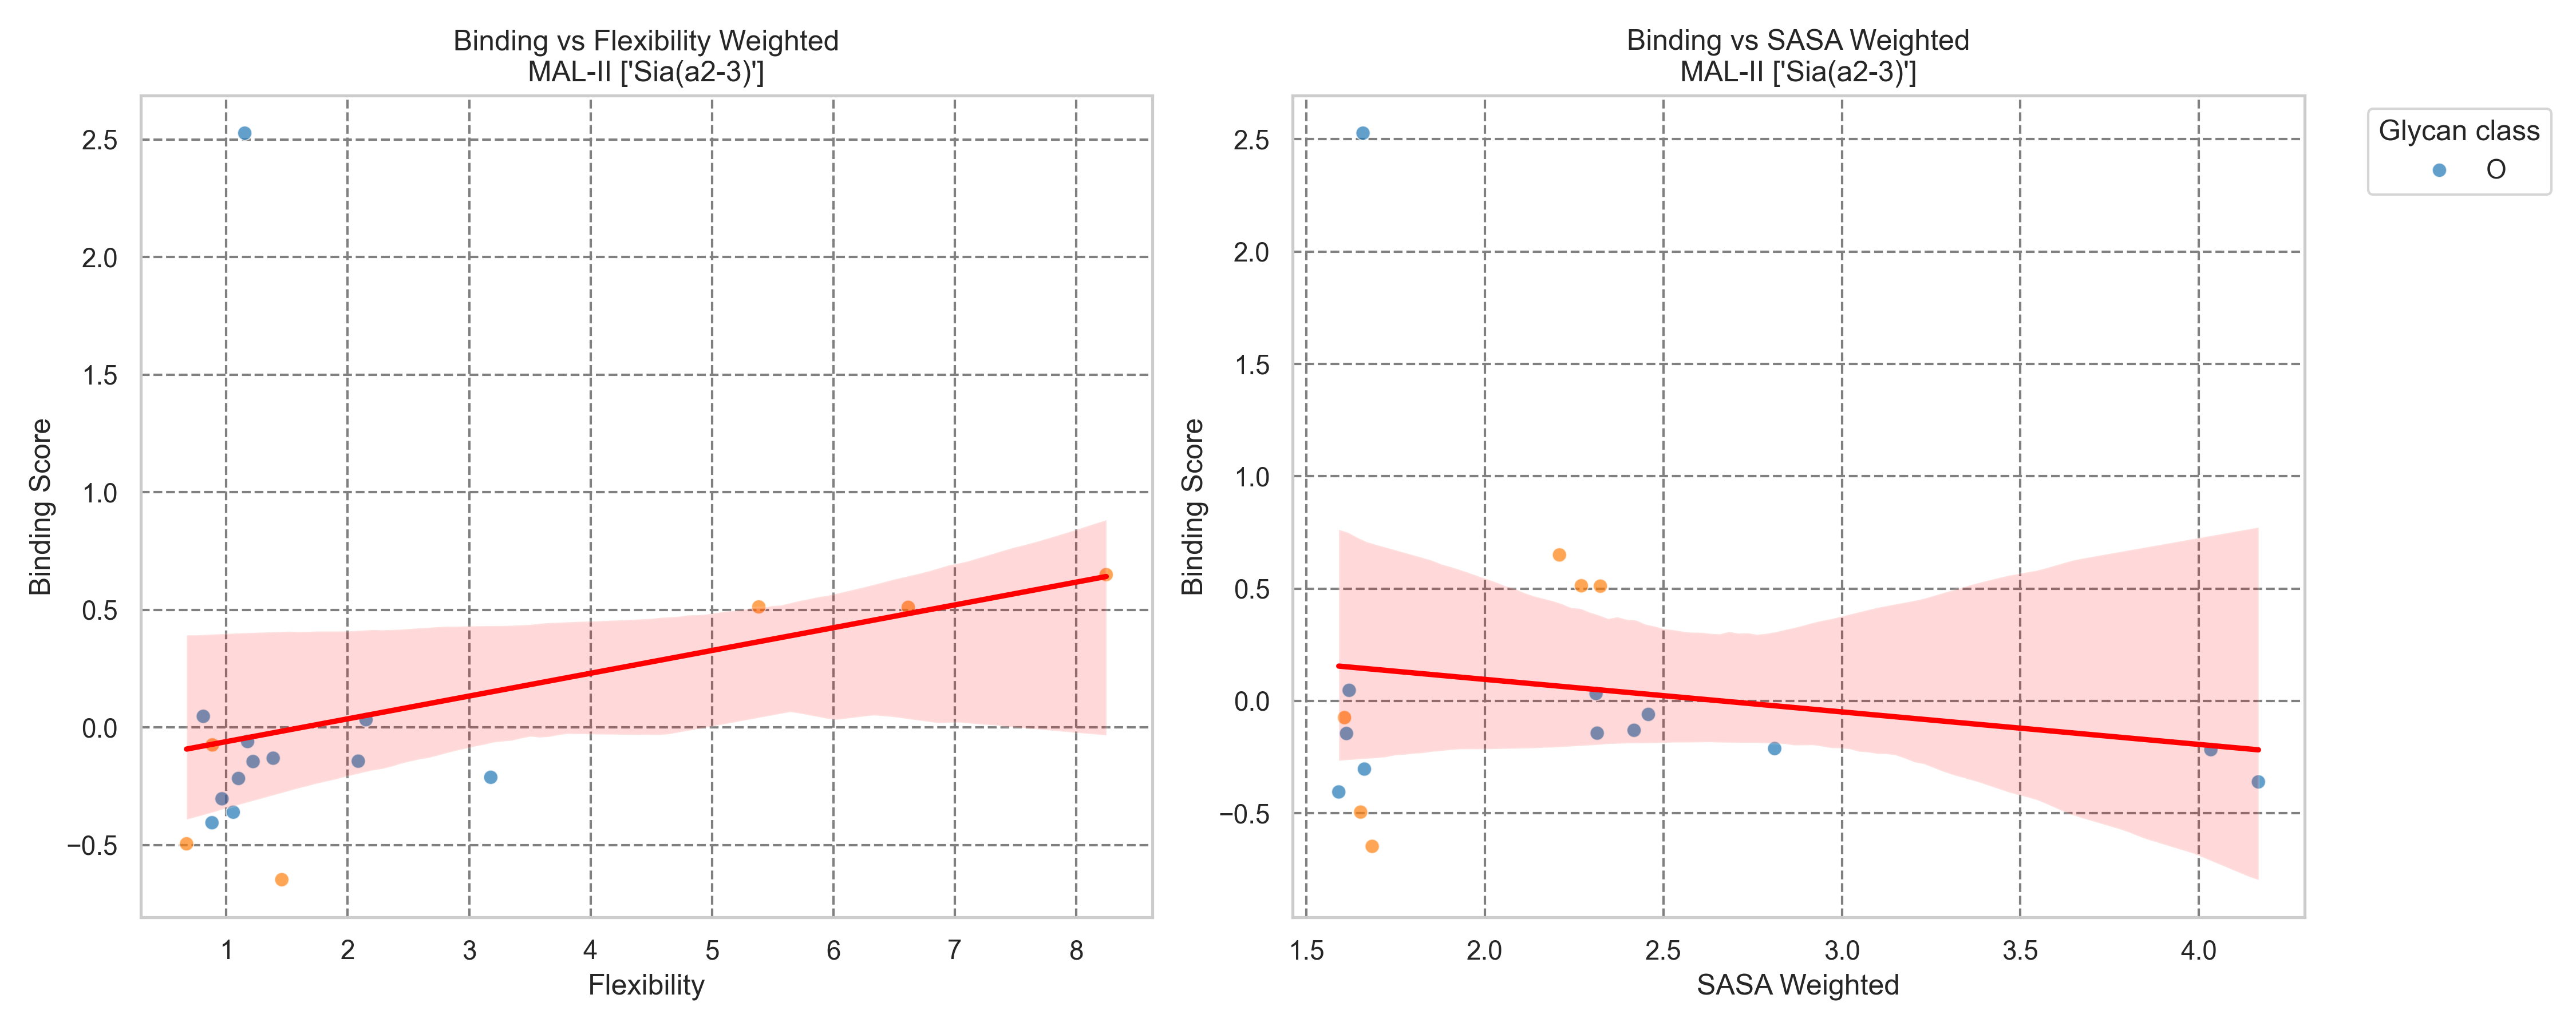 Binding vs Flexibility Weighted
MAL-II ['Sia(a2-3)']
Binding Score
2.5
2.0
1.5
1.0
0.5
0.0
−0.5
1 2 3 4 5 6 7 8
Flexibility
Binding vs SASA Weighted
MAL-II ['Sia(a2-3)']
Binding Score
2.5
2.0
1.5
1.0
0.5
0.0
−0.5
1.5 2.0 2.5 3.0 3.5 4.0
SASA Weighted
Glycan class
O